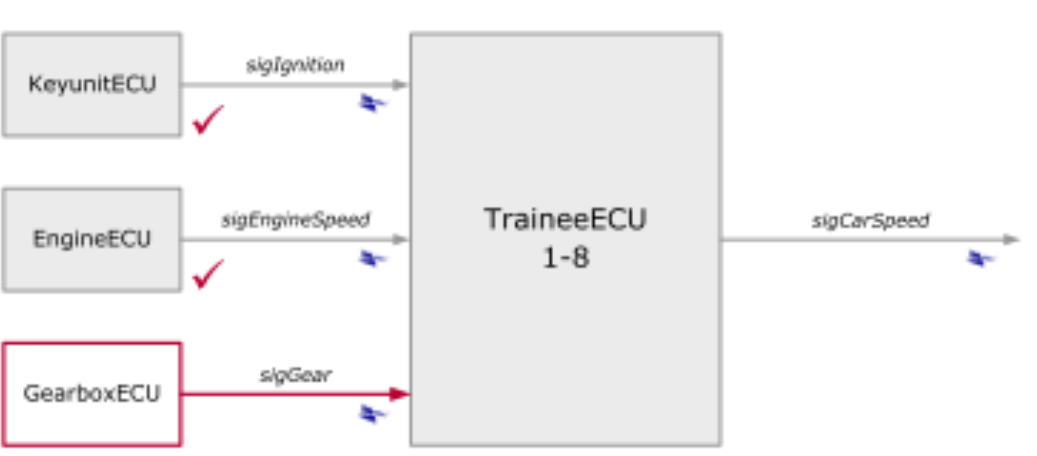 KeyunitECU
sigIgnition
EngineECU
sigEngineSpeed
GearboxECU
sigGear
TraineeECU
1-8
sigCarSpeed